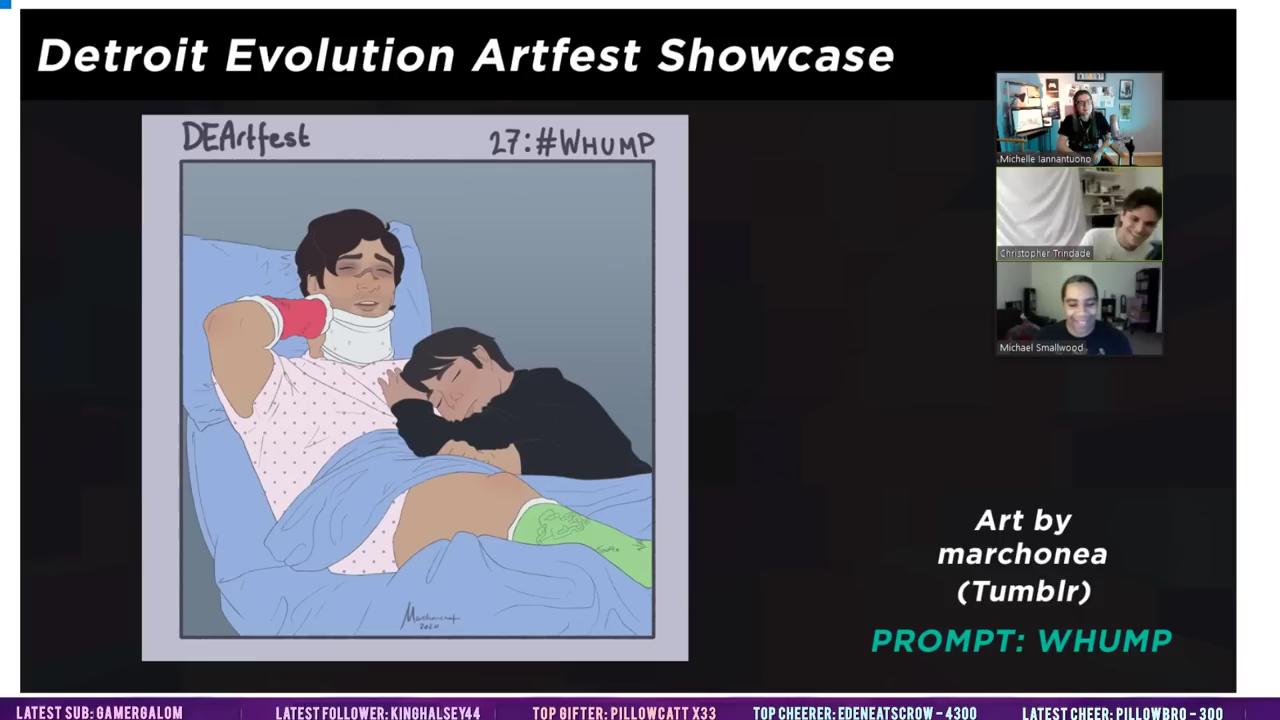 Detroit Evolution Artfest Showcase
DEArtfest
27:#WHUMP
Michelle Iannantuono
Christopher Trindade
Michael Smallwood
2020
Art by
marchonea
(Tumblr)
PROMPT: WHUMP
LATEST SUB: GAMERGALOM
LATEST FOLLOWER: KINGHALSEY44
TOP GIFTER: PILLOWCATT X33
TOP CHEERER: EDENEATSCROW - 4300
LATEST CHEER: PILLOWBRO - 300